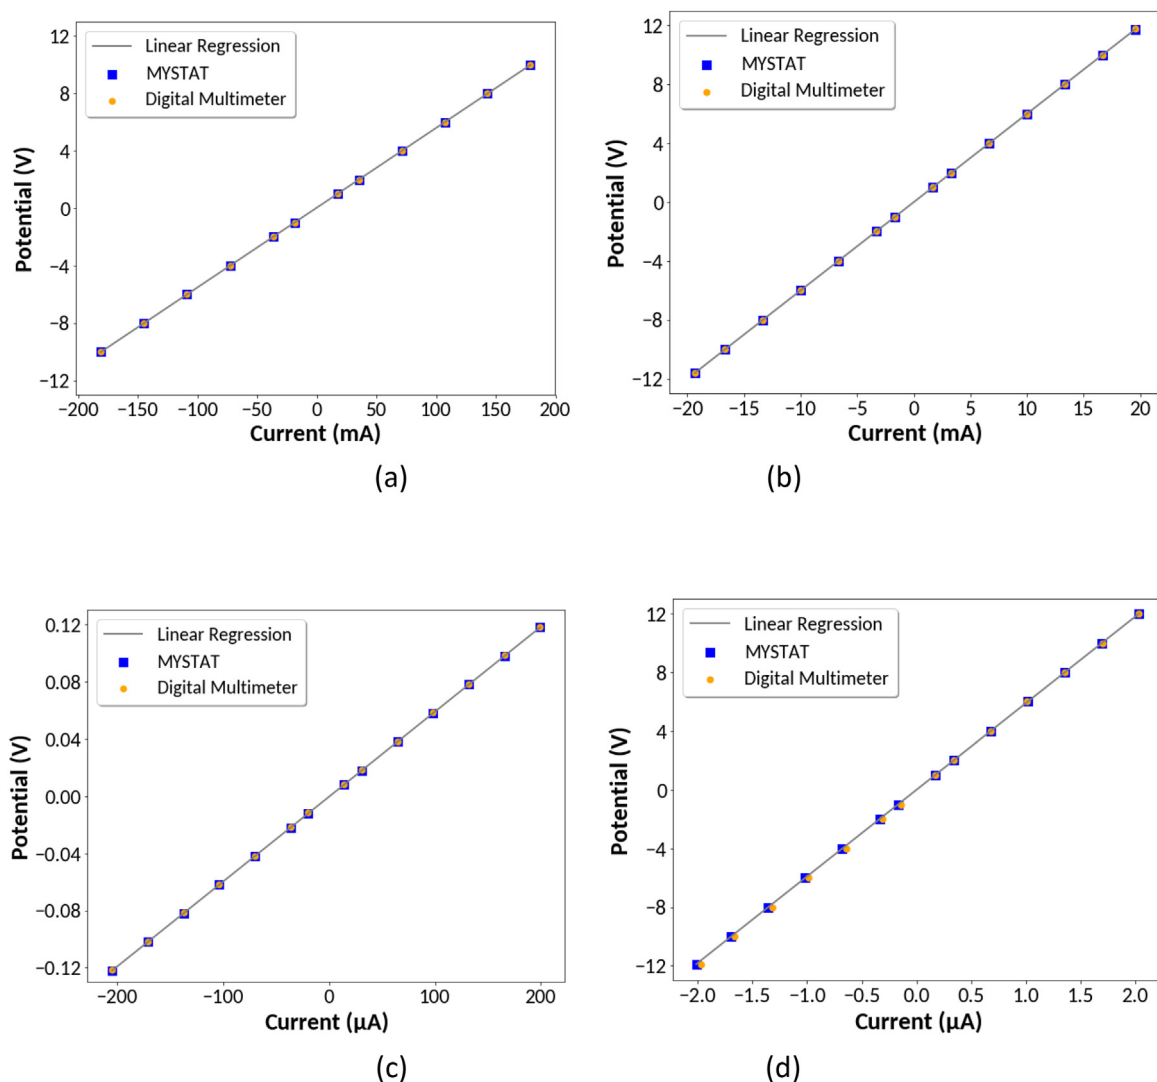 12
8
4
0
−4
−8
−12
Potential (V)
Linear Regression
MYSTAT
Digital Multimeter
−200 −150 −100 −50 0 50 100 150 200
Current (mA)
(a)
12
8
4
0
−4
−8
−12
Potential (V)
Linear Regression
MYSTAT
Digital Multimeter
−20 −15 −10 −5 0 5 10 15 20
Current (mA)
(b)
0.12
0.08
0.04
0.00
−0.04
−0.08
−0.12
Potential (V)
Linear Regression
MYSTAT
Digital Multimeter
−200 −100 0 100 200
Current (μA)
(c)
12
8
4
0
−4
−8
−12
Potential (V)
Linear Regression
MYSTAT
Digital Multimeter
−2.0 −1.5 −1.0 −0.5 0.0 0.5 1.0 1.5 2.0
Current (μA)
(d)